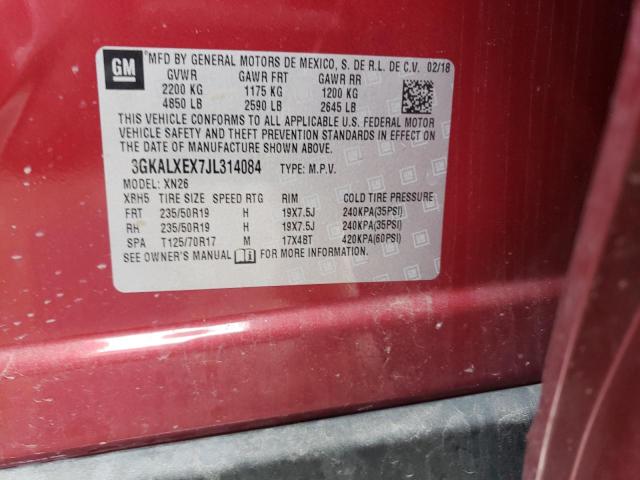 GM MFD BY GENERAL MOTORS DE MEXICO, S. DE R.L. DE C.V. 02/18
GVWR GAWR FRT GAWR RR
2200 KG 1175 KG 1200 KG
4850 LB 2590 LB 2645 LB
THIS VEHICLE CONFORMS TO ALL APPLICABLE U.S. FEDERAL MOTOR
VEHICLE SAFETY AND THEFT PREVENTION STANDARDS IN EFFECT ON
THE DATE OF MANUFACTURE SHOWN ABOVE.
3GKALXEX7JL314084 TYPE: M.P.V.
MODEL: XN26
XRH5 TIRE SIZE SPEED RTG RIM COLD TIRE PRESSURE
FRT 235/50R19 H 19X7.5J 240KPA(35PSI)
RH 235/50R19 H 19X7.5J 240KPA(35PSI)
SPA T125/70R17 M 17X4BT 420KPA(60PSI)
SEE OWNER'S MANUAL FOR MORE INFORMATION.